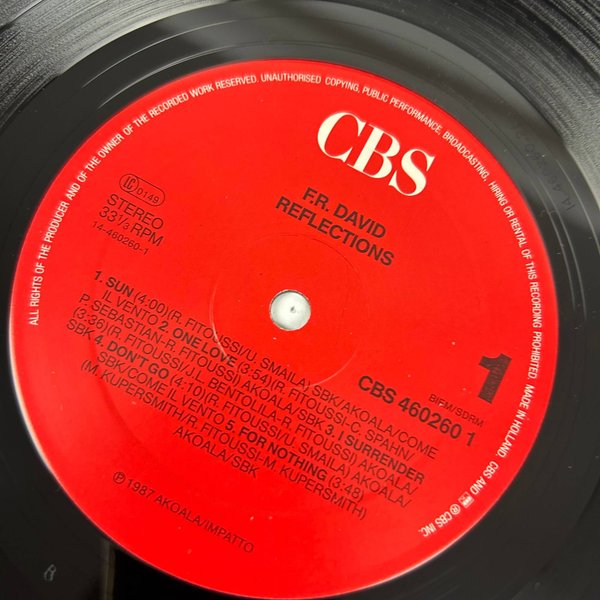 ALL RIGHTS OF THE PRODUCER AND OF THE OWNER OF THE RECORDED WORK RESERVED. UNAUTHORISED COPYING, PUBLIC PERFORMANCE, BROADCASTING, HIRING OR RENTAL OF THIS RECORDING PROHIBITED. MADE IN HOLLAND. CBS AND ® CBS INC.
CBS
F.R. DAVID
REFLECTIONS
LC 0149
STEREO
33 1/3 RPM
14-460260-1
BIEM/SDRM
1
CBS 460260 1
1. SUN (4:00)(R. FITOUSSI/U. SMAILA) SBK/AKOALA/COME
IL VENTO 2. ONE LOVE (3:54)(R. FITOUSSI-C. SPAHN/
P. SEBASTIAN-R. FITOUSSI) AKOALA/SBK 3. I SURRENDER
(3:36)(R. FITOUSSI/J.L. BENTOLILA-R. FITOUSSI) AKOALA/
SBK 4. DON'T GO (4:10)(R. FITOUSSI/U. SMAILA) AKOALA/
SBK/COME IL VENTO 5. FOR NOTHING (3:48)
(M. KUPERSMITH/R. FITOUSSI-M. KUPERSMITH)
AKOALA/SBK
℗ 1987 AKOALA/IMPATTO